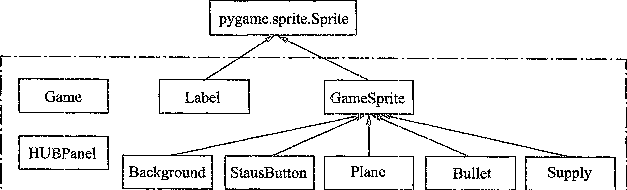 pygame.sprite.Sprite
Game
Label
GameSprite
HUBPanel
Background
StausButton
Plane
Bullet
Supply